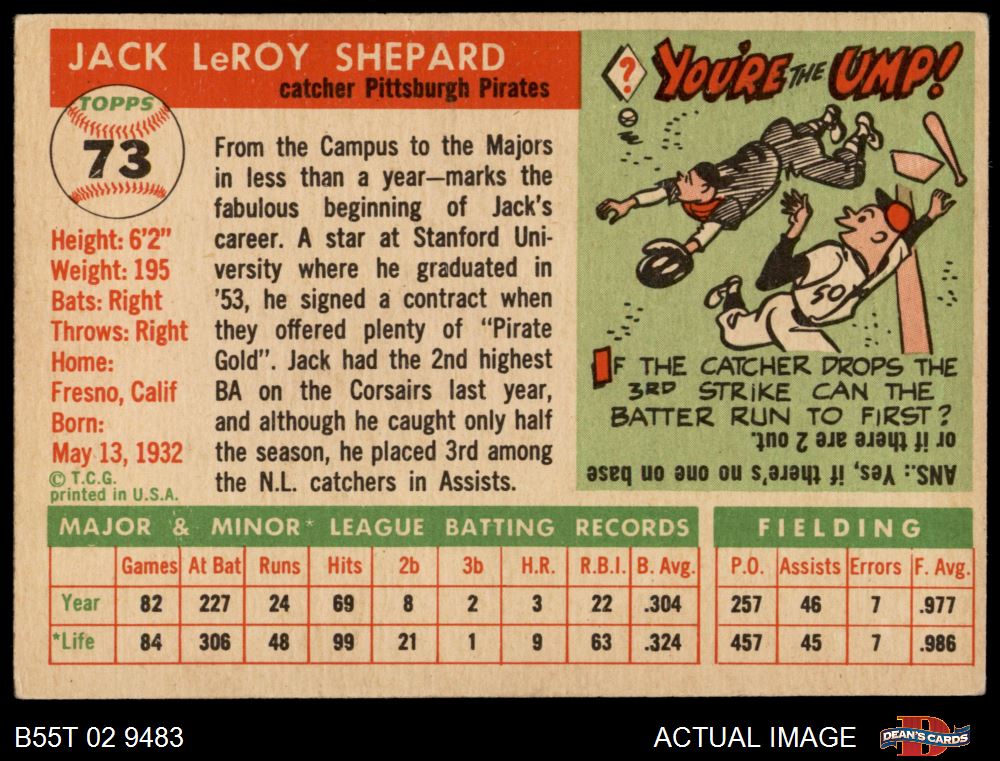 JACK LeROY SHEPARD
catcher Pittsburgh Pirates
TOPPS
73
Height: 6'2"
Weight: 195
Bats: Right
Throws: Right
Home:
Fresno, Calif
Born:
May 13, 1932
© T.C.G.
printed in U.S.A.
From the Campus to the Majors
in less than a year—marks the
fabulous beginning of Jack's
career. A star at Stanford Uni-
versity where he graduated in
'53, he signed a contract when
they offered plenty of "Pirate
Gold". Jack had the 2nd highest
BA on the Corsairs last year,
and although he caught only half
the season, he placed 3rd among
the N.L. catchers in Assists.
?
YOU'RE THE UMP!
50
IF THE CATCHER DROPS THE
3RD STRIKE CAN THE
BATTER RUN TO FIRST?
ANS.: Yes, if there's no one on base
or if there are 2 out.
MAJOR & MINOR* LEAGUE BATTING RECORDS FIELDING
Games At Bat Runs Hits 2b 3b H.R. R.B.I. B. Avg. P.O. Assists Errors F. Avg.
Year 82 227 24 69 8 2 3 22 .304 257 46 7 .977
*Life 84 306 48 99 21 1 9 63 .324 457 45 7 .986
B55T 02 9483
ACTUAL IMAGE
DEAN'S CARDS